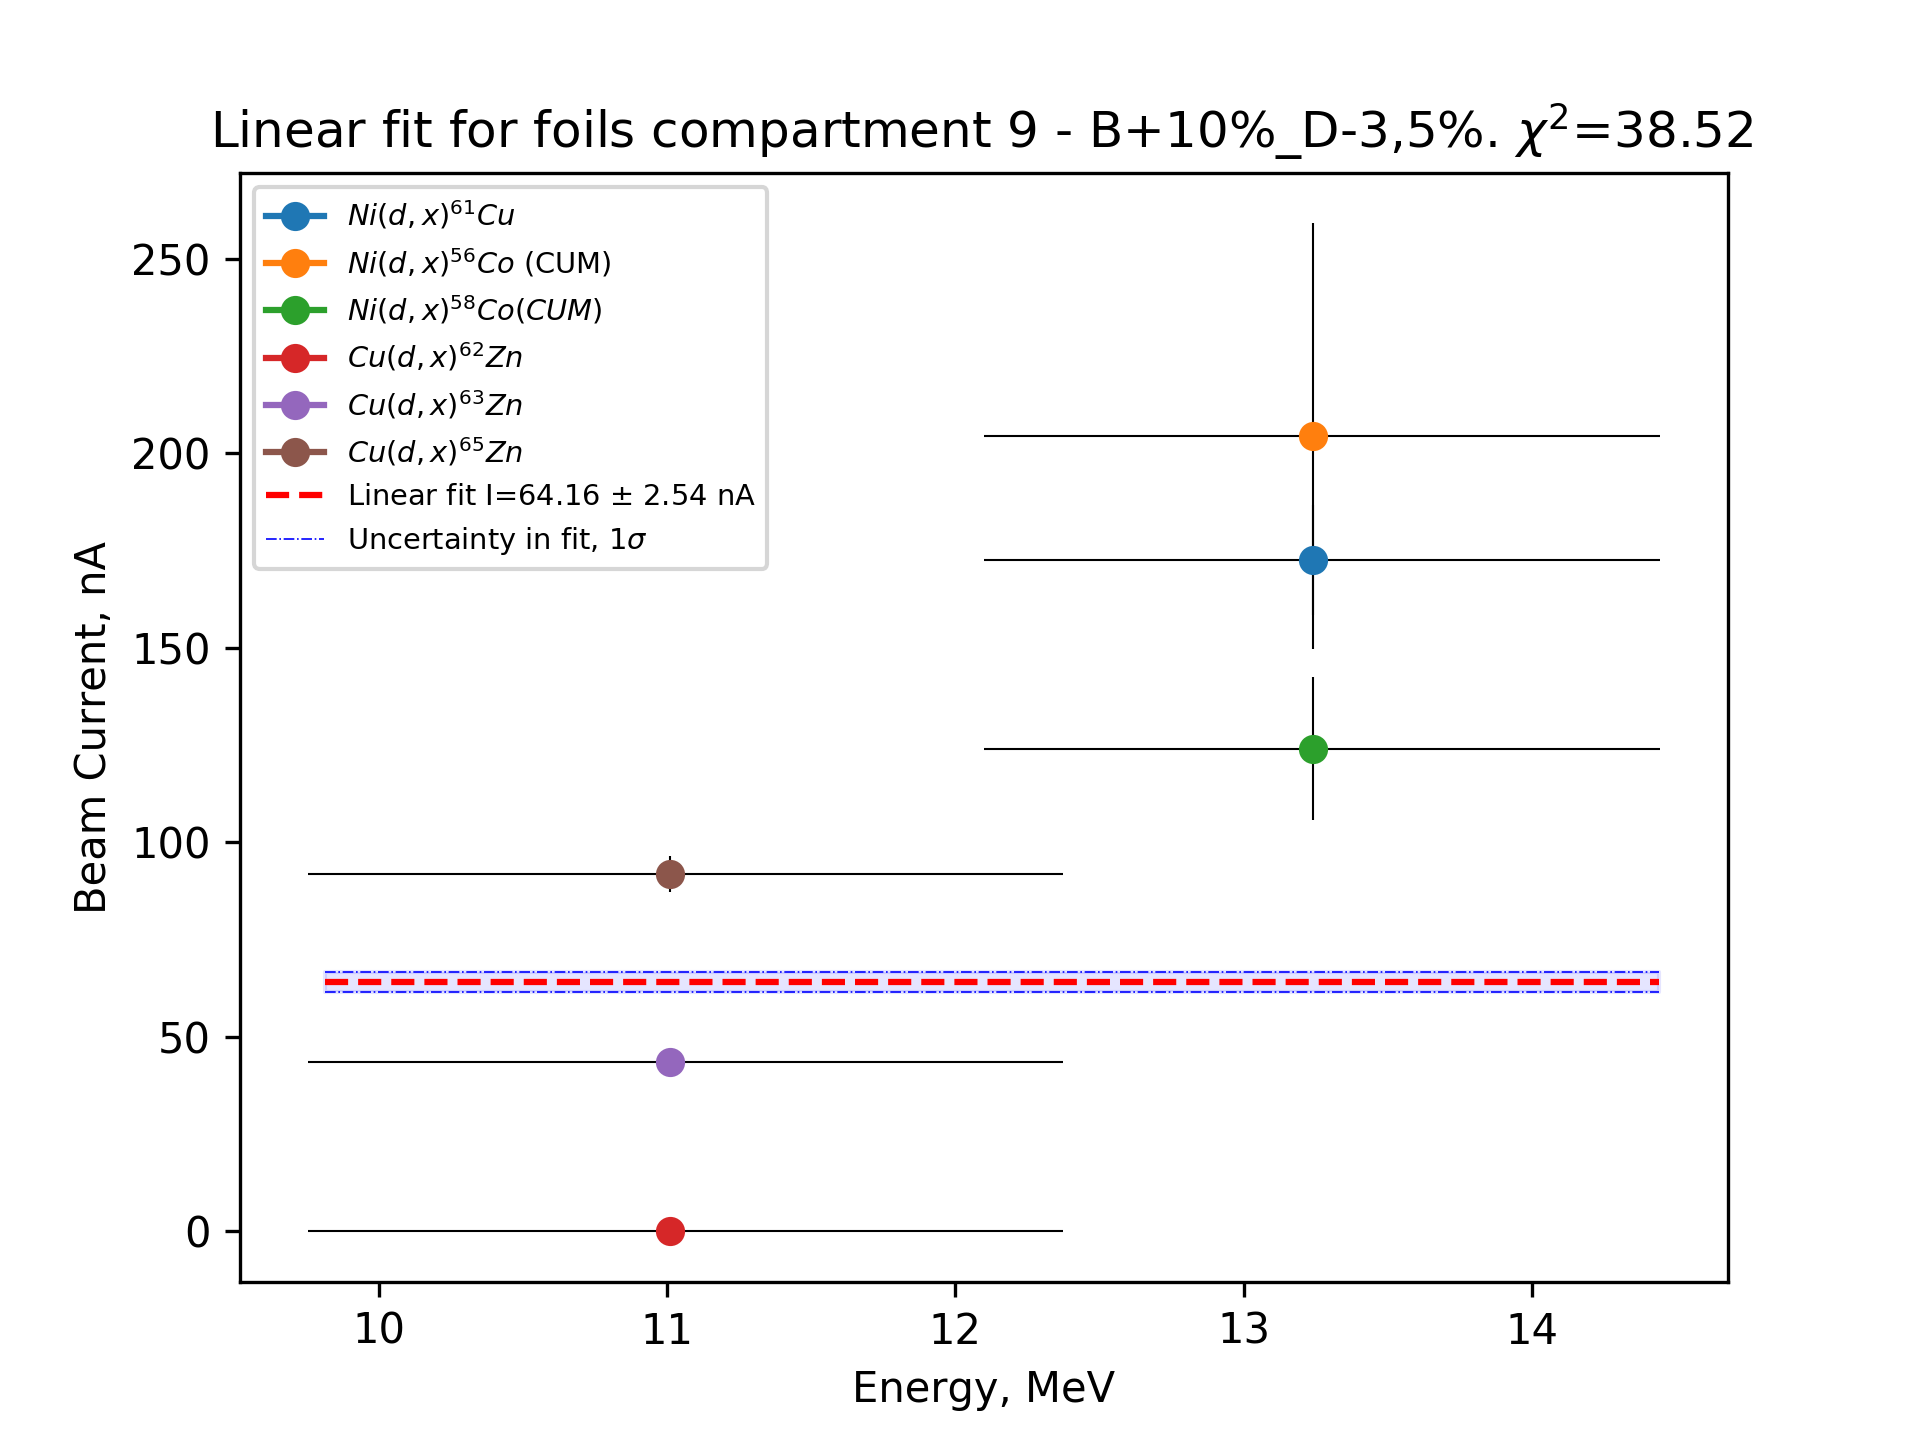 Linear fit for foils compartment 9 - B+10%_D-3,5%. χ²=38.52
Ni(d, x)⁶¹Cu
Ni(d, x)⁵⁶Co (CUM)
Ni(d, x)⁵⁸Co(CUM)
Cu(d, x)⁶²Zn
Cu(d, x)⁶³Zn
Cu(d, x)⁶⁵Zn
Linear fit I=64.16 ± 2.54 nA
Uncertainty in fit, 1σ
Beam Current, nA
250
200
150
100
50
0
10 11 12 13 14
Energy, MeV